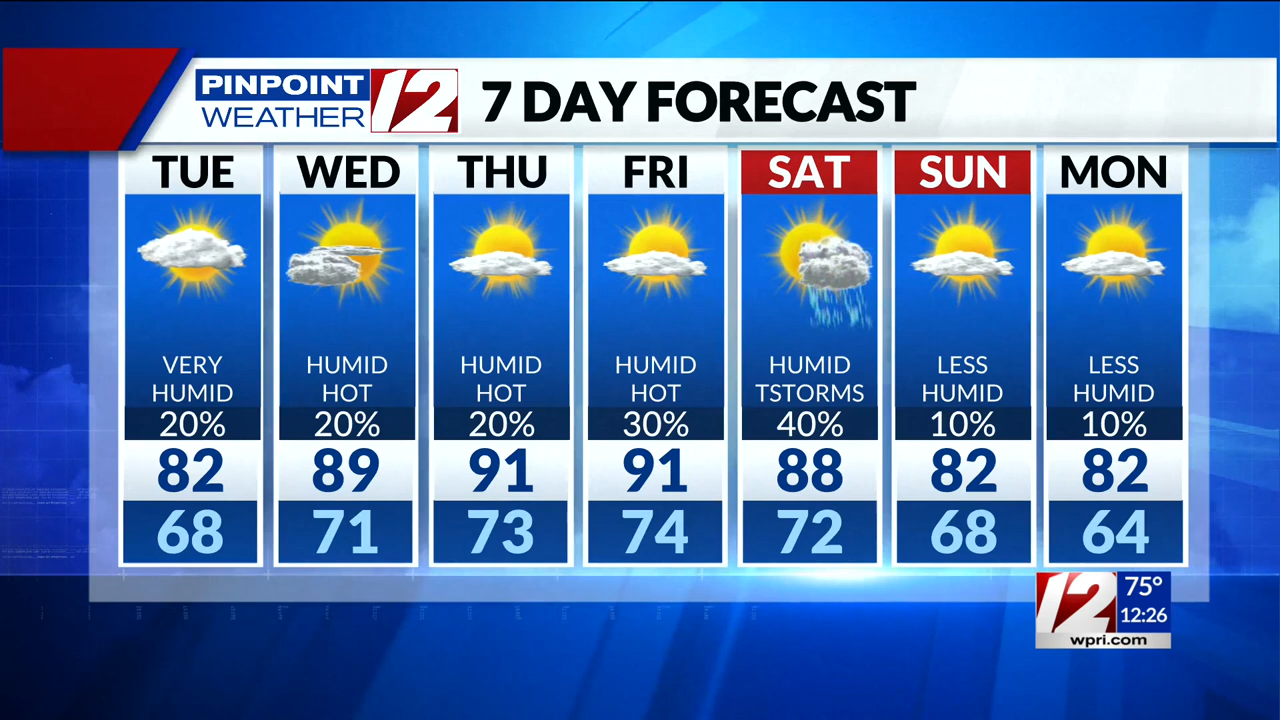 PINPOINT
WEATHER 12
7 DAY FORECAST
TUE WED THU FRI SAT SUN MON
VERY HUMID HUMID HUMID HUMID LESS LESS
HUMID HOT HOT HOT TSTORMS HUMID HUMID
20% 20% 20% 30% 40% 10% 10%
82 89 91 91 88 82 82
68 71 73 74 72 68 64
12 75°
12:26
wpri.com